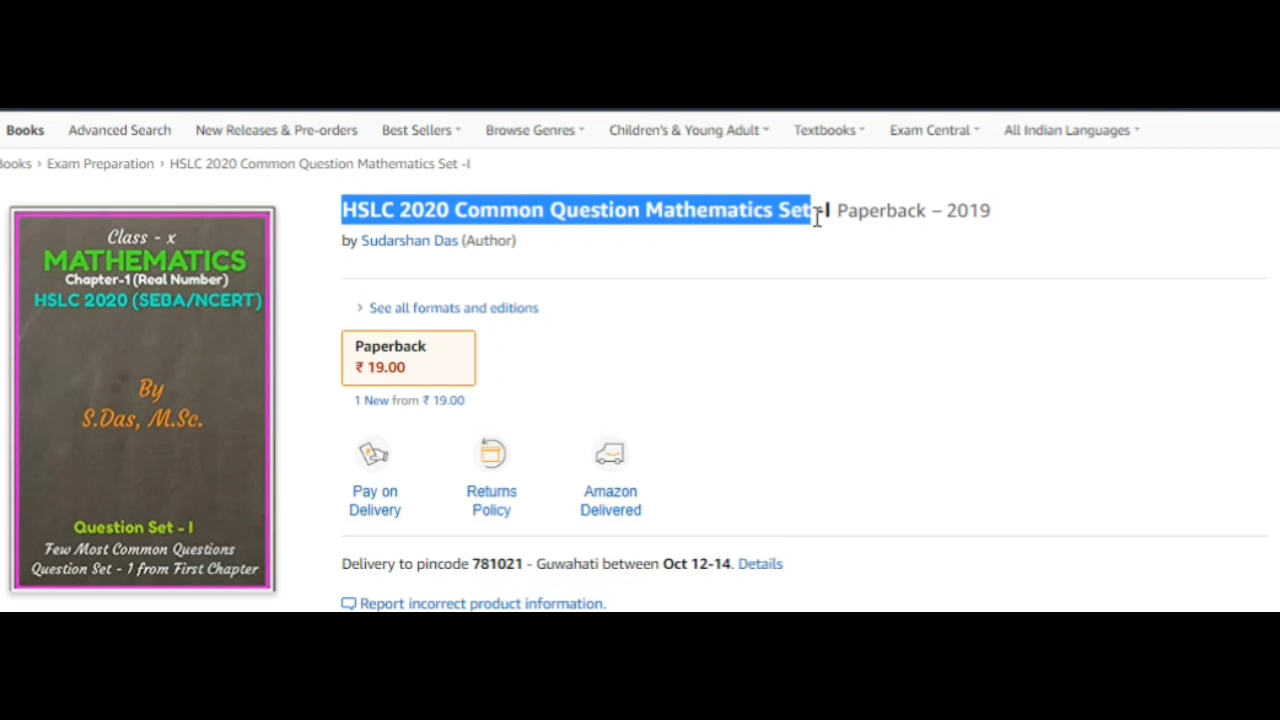 Books Advanced Search New Releases & Pre-orders Best Sellers Browse Genres Children's & Young Adult Textbooks Exam Central All Indian Languages
Books › Exam Preparation › HSLC 2020 Common Question Mathematics Set -I
Class - x
MATHEMATICS
Chapter-1 (Real Number)
HSLC 2020 (SEBA/NCERT)
By
S.Das, M.Sc.
Question Set - I
Few Most Common Questions
Question Set - 1 from First Chapter
HSLC 2020 Common Question Mathematics Set -I Paperback – 2019
by Sudarshan Das (Author)
› See all formats and editions
Paperback
₹ 19.00
1 New from ₹ 19.00
Pay on Delivery
Returns Policy
Amazon Delivered
Delivery to pincode 781021 - Guwahati between Oct 12-14. Details
Report incorrect product information.